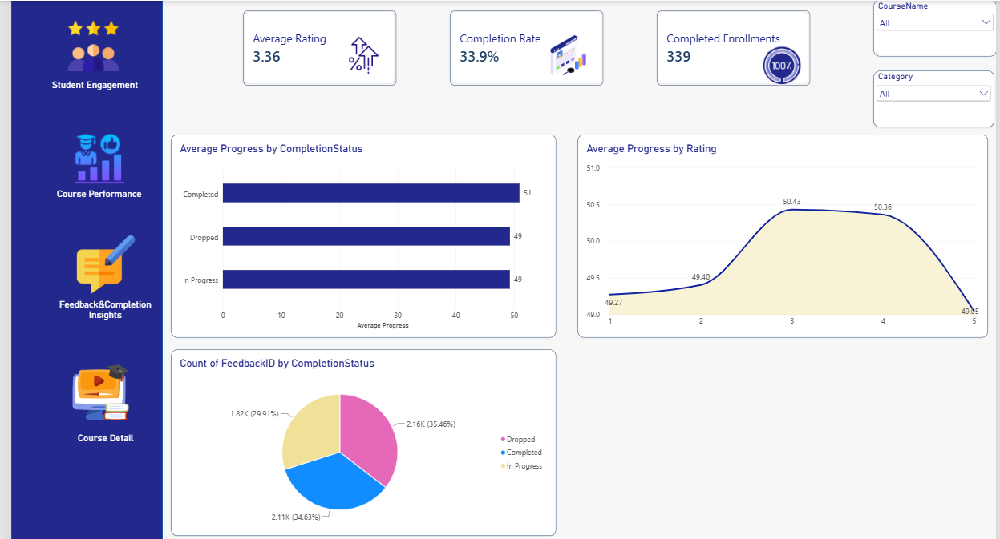 Student Engagement
Course Performance
Feedback&Completion
Insights
Course Detail
Average Rating
3.36
Completion Rate
33.9%
Completed Enrollments
339
100%
CourseName
All
Category
All
Average Progress by CompletionStatus
Completed
51
Dropped
49
In Progress
49
0 10 20 30 40 50
Average Progress
Average Progress by Rating
51.0
50.5
50.0
49.5
49.0
49.27
49.40
50.43
50.36
49.05
1 2 3 4 5
Count of FeedbackID by CompletionStatus
1.82K (29.91%)
2.16K (35.46%)
2.11K (34.63%)
Dropped
Completed
In Progress